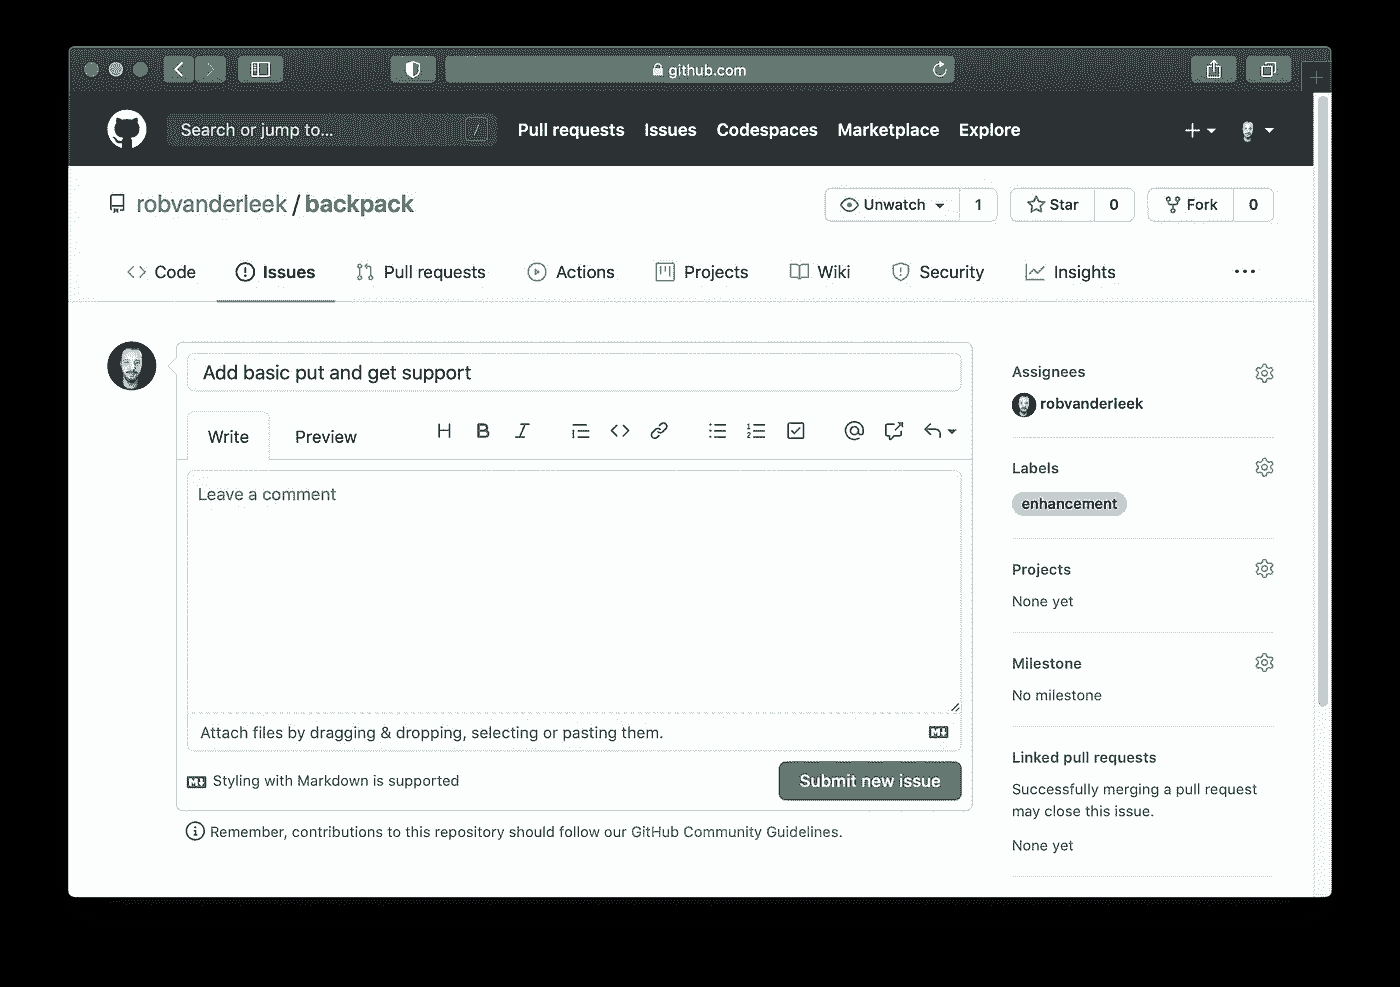 github.com
Search or jump to... /
Pull requests Issues Codespaces Marketplace Explore
robvanderleek / backpack
Unwatch 1 Star 0 Fork 0
Code Issues Pull requests Actions Projects Wiki Security Insights
Add basic put and get support
Write Preview
Leave a comment
Attach files by dragging & dropping, selecting or pasting them.
Styling with Markdown is supported
Submit new issue
Remember, contributions to this repository should follow our GitHub Community Guidelines.
Assignees
robvanderleek
Labels
enhancement
Projects
None yet
Milestone
No milestone
Linked pull requests
Successfully merging a pull request
may close this issue.
None yet